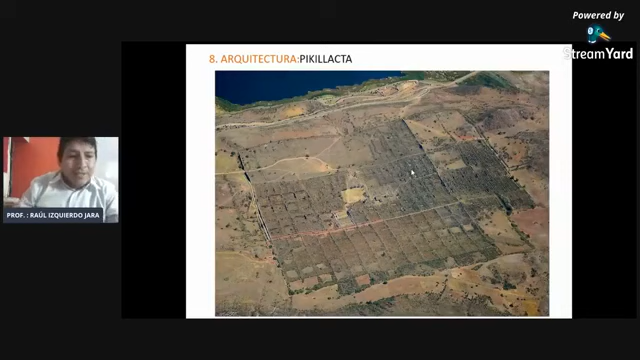 Powered by
StreamYard
8. ARQUITECTURA:PIKILLACTA
PROF. : RAÚL IZQUIERDO JARA